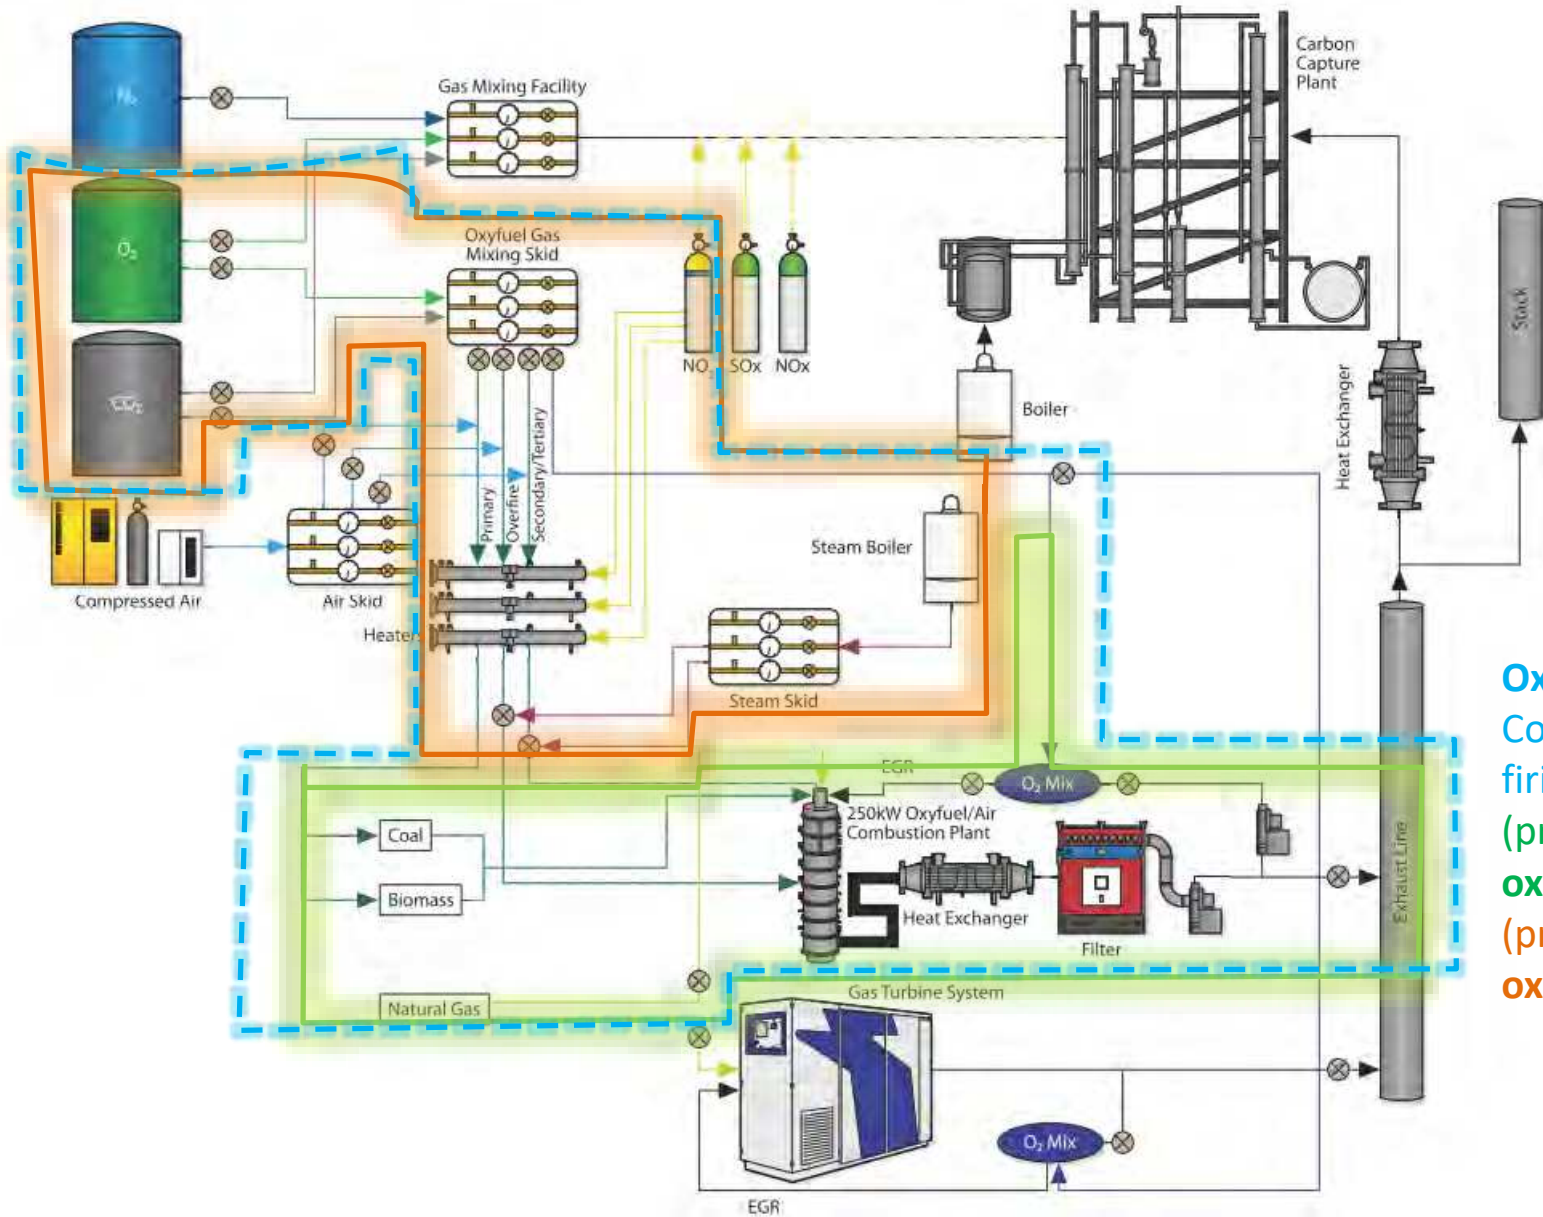 N₂
Gas Mixing Facility
Carbon
Capture
Plant
O₂
Oxyfuel Gas
Mixing Skid
Stack
NO
SOx
NOx
Boiler
Heat Exchanger
Primary
Overfire
Secondary/Tertiary
Steam Boiler
Compressed Air
Air Skid
Heater
Steam Skid
Ox
Co
firi
(pr
ox
(pr
ox
EGR
O₂ Mix
250kW Oxyfuel/Air
Combustion Plant
Coal
Biomass
Heat Exchanger
Filter
Exhaust Line
Natural Gas
Gas Turbine System
O₂ Mix
EGR